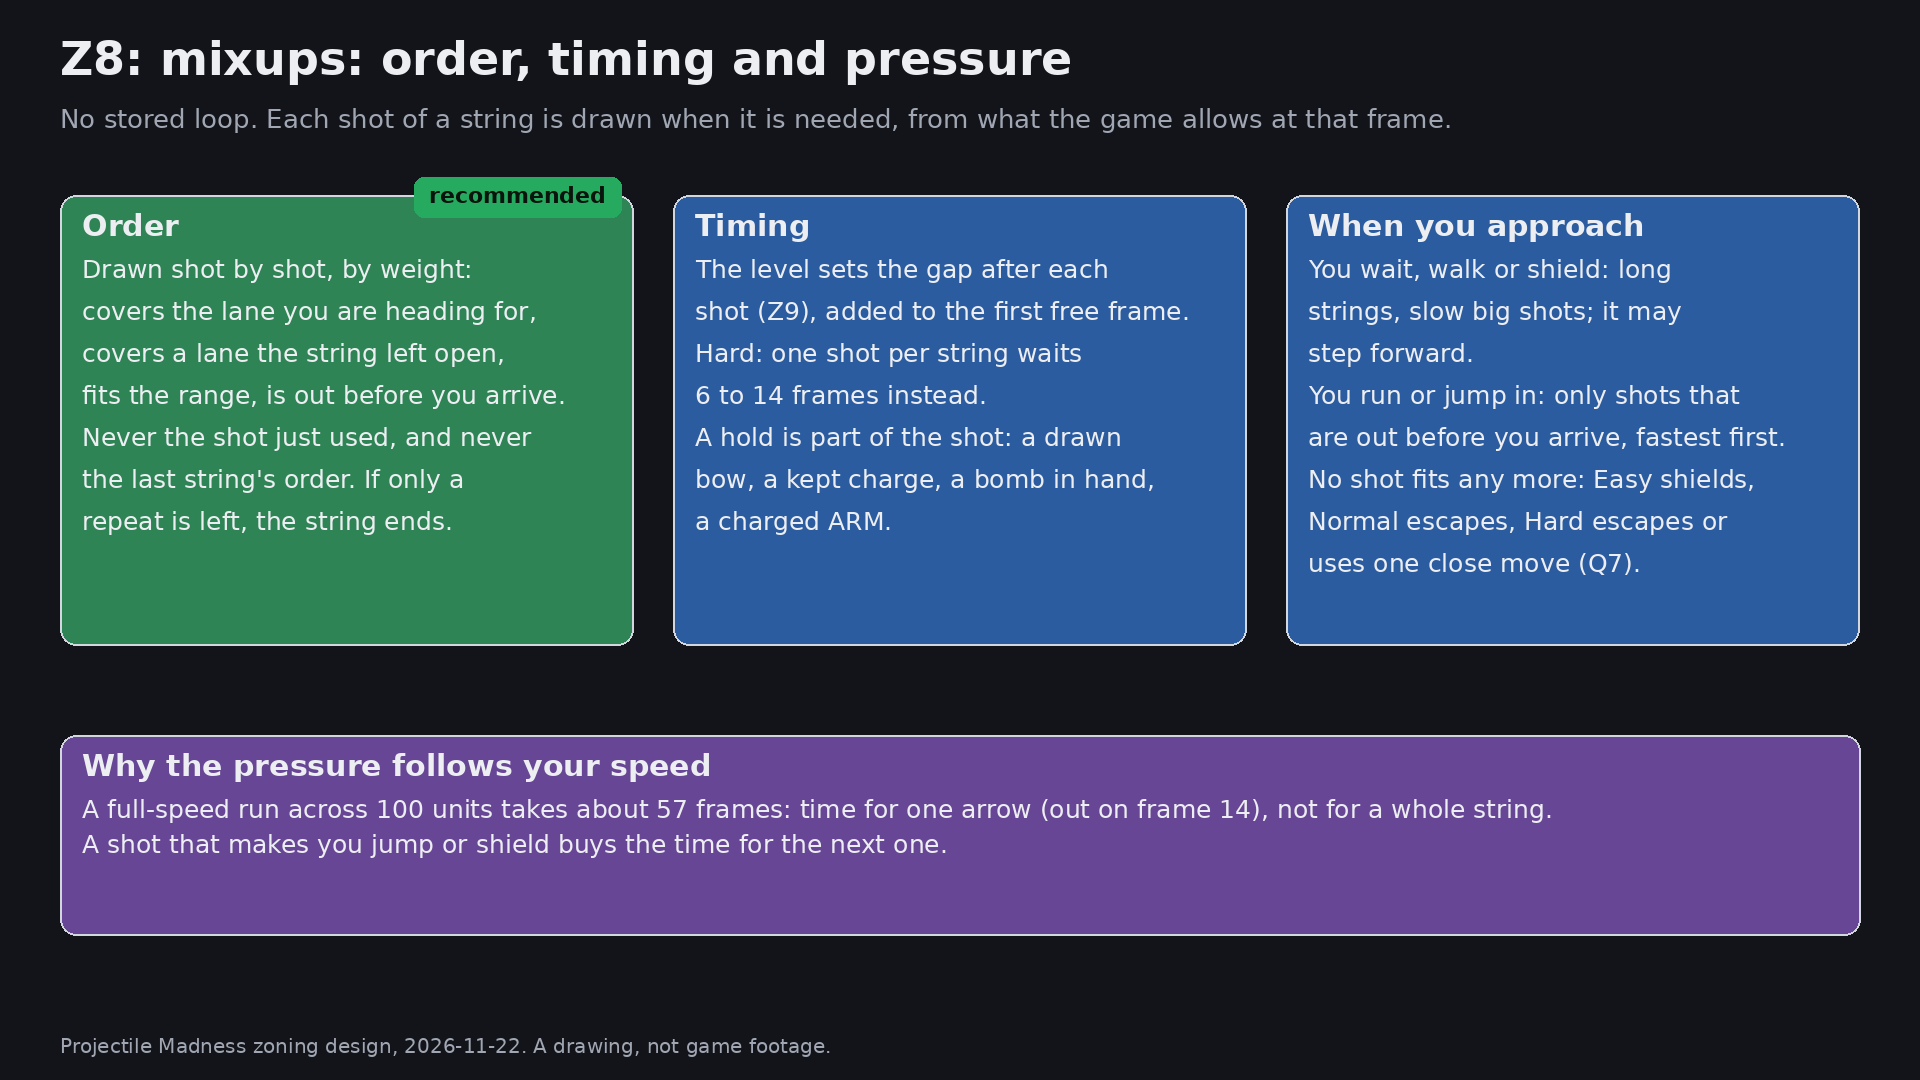 Z8: mixups: order, timing and pressure
No stored loop. Each shot of a string is drawn when it is needed, from what the game allows at that frame.
recommended
Order
Drawn shot by shot, by weight:
covers the lane you are heading for,
covers a lane the string left open,
fits the range, is out before you arrive.
Never the shot just used, and never
the last string's order. If only a
repeat is left, the string ends.
Timing
The level sets the gap after each
shot (Z9), added to the first free frame.
Hard: one shot per string waits
6 to 14 frames instead.
A hold is part of the shot: a drawn
bow, a kept charge, a bomb in hand,
a charged ARM.
When you approach
You wait, walk or shield: long
strings, slow big shots; it may
step forward.
You run or jump in: only shots that
are out before you arrive, fastest first.
No shot fits any more: Easy shields,
Normal escapes, Hard escapes or
uses one close move (Q7).
Why the pressure follows your speed
A full-speed run across 100 units takes about 57 frames: time for one arrow (out on frame 14), not for a whole string.
A shot that makes you jump or shield buys the time for the next one.
Projectile Madness zoning design, 2026-11-22. A drawing, not game footage.